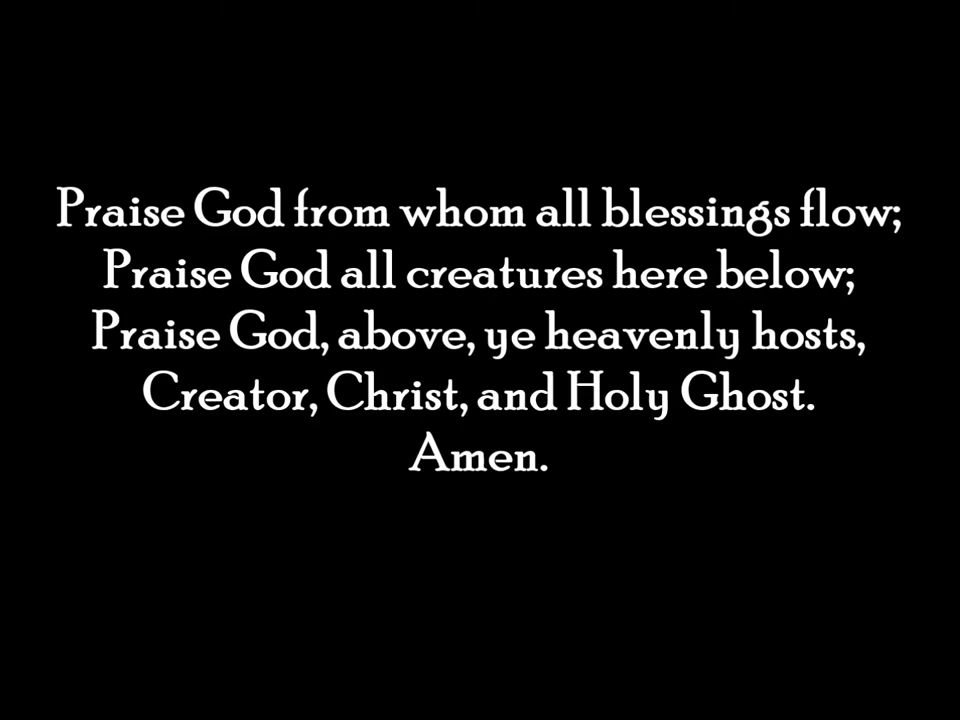 Praise God from whom all blessings flow;
Praise God all creatures here below;
Praise God, above, ye heavenly hosts,
Creator, Christ, and Holy Ghost.
Amen.